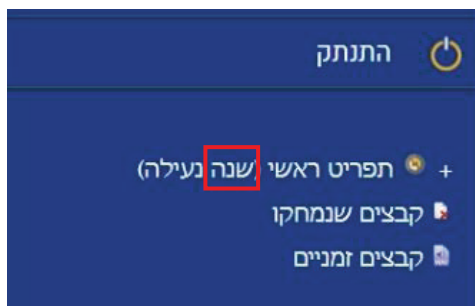 התנתק
+ תפריט ראשי (שנה נעילה)
קבצים שנמחקו
קבצים זמניים